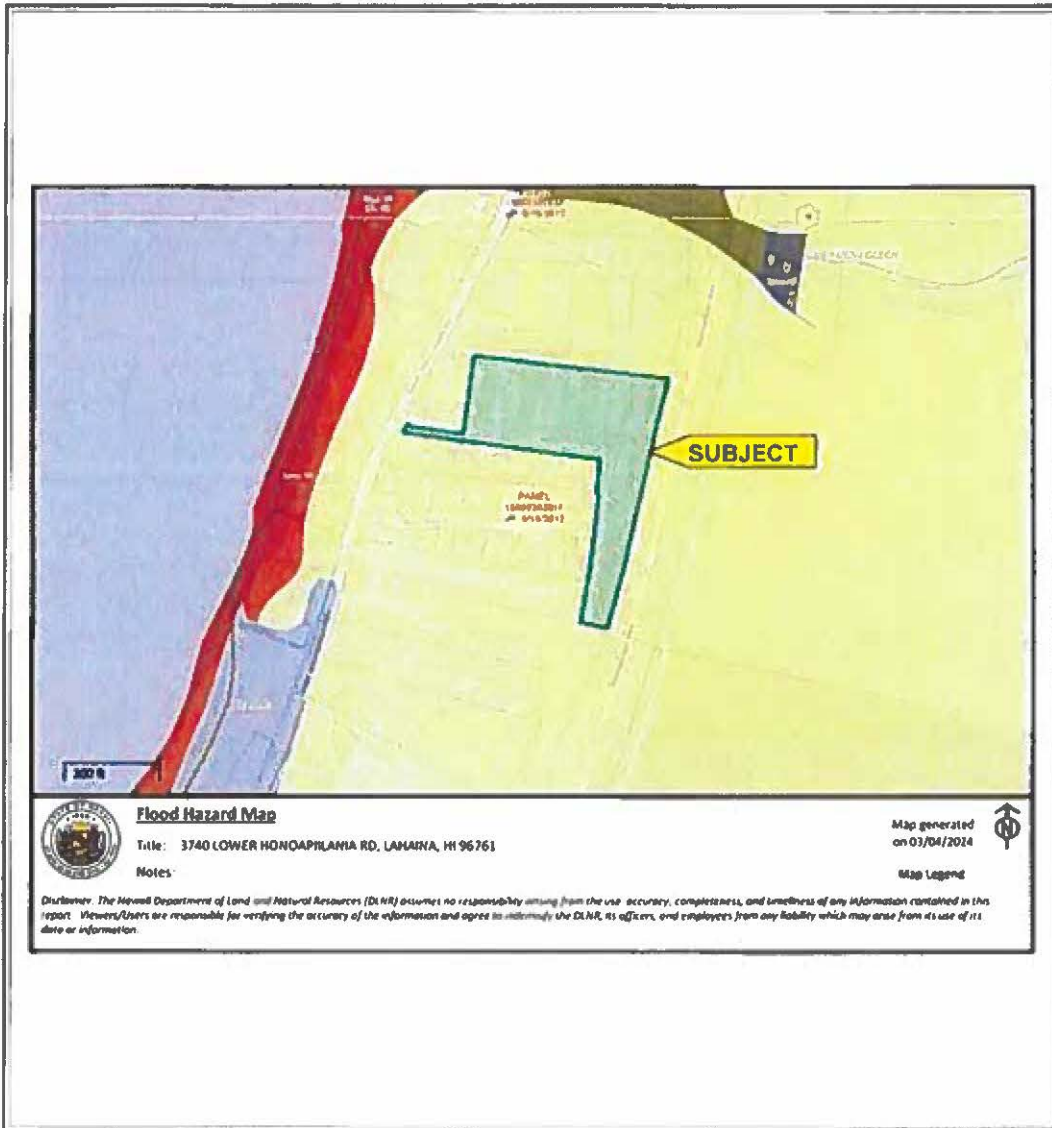 SUBJECT
PANEL
300 ft
Flood Hazard Map
Title: 3740 LOWER HONOAPIILANIA RD, LAHAINA, HI 96761
Notes:
Map generated
on 03/04/2024
N
Map Legend
Disclaimer: The Hawaii Department of Land and Natural Resources (DLNR) assumes no responsibility arising from the use, accuracy, completeness, and timeliness of any information contained in this
report. Viewers/Users are responsible for verifying the accuracy of the information and agree to indemnify the DLNR, its officers, and employees from any liability which may arise from its use of its
data or information.